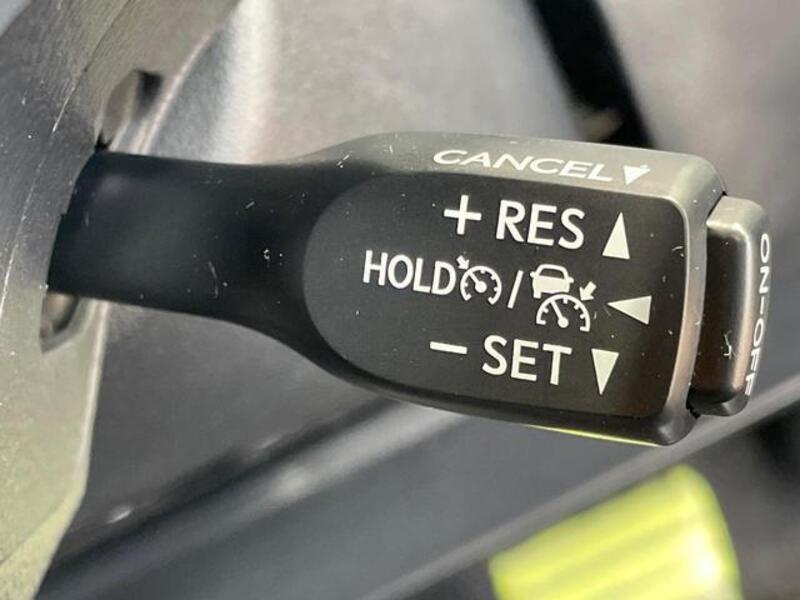 CANCEL
+ RES
HOLD /
− SET
ON-OFF